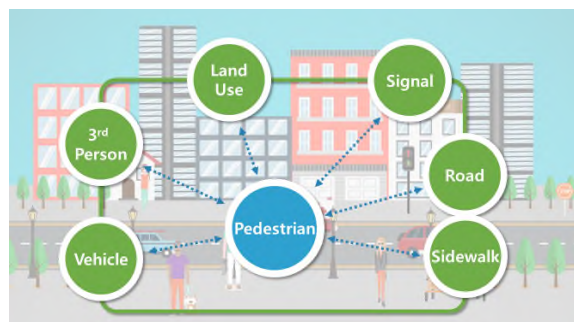 Land
Use
Signal
3rd
Person
Road
Pedestrian
Vehicle
Sidewalk